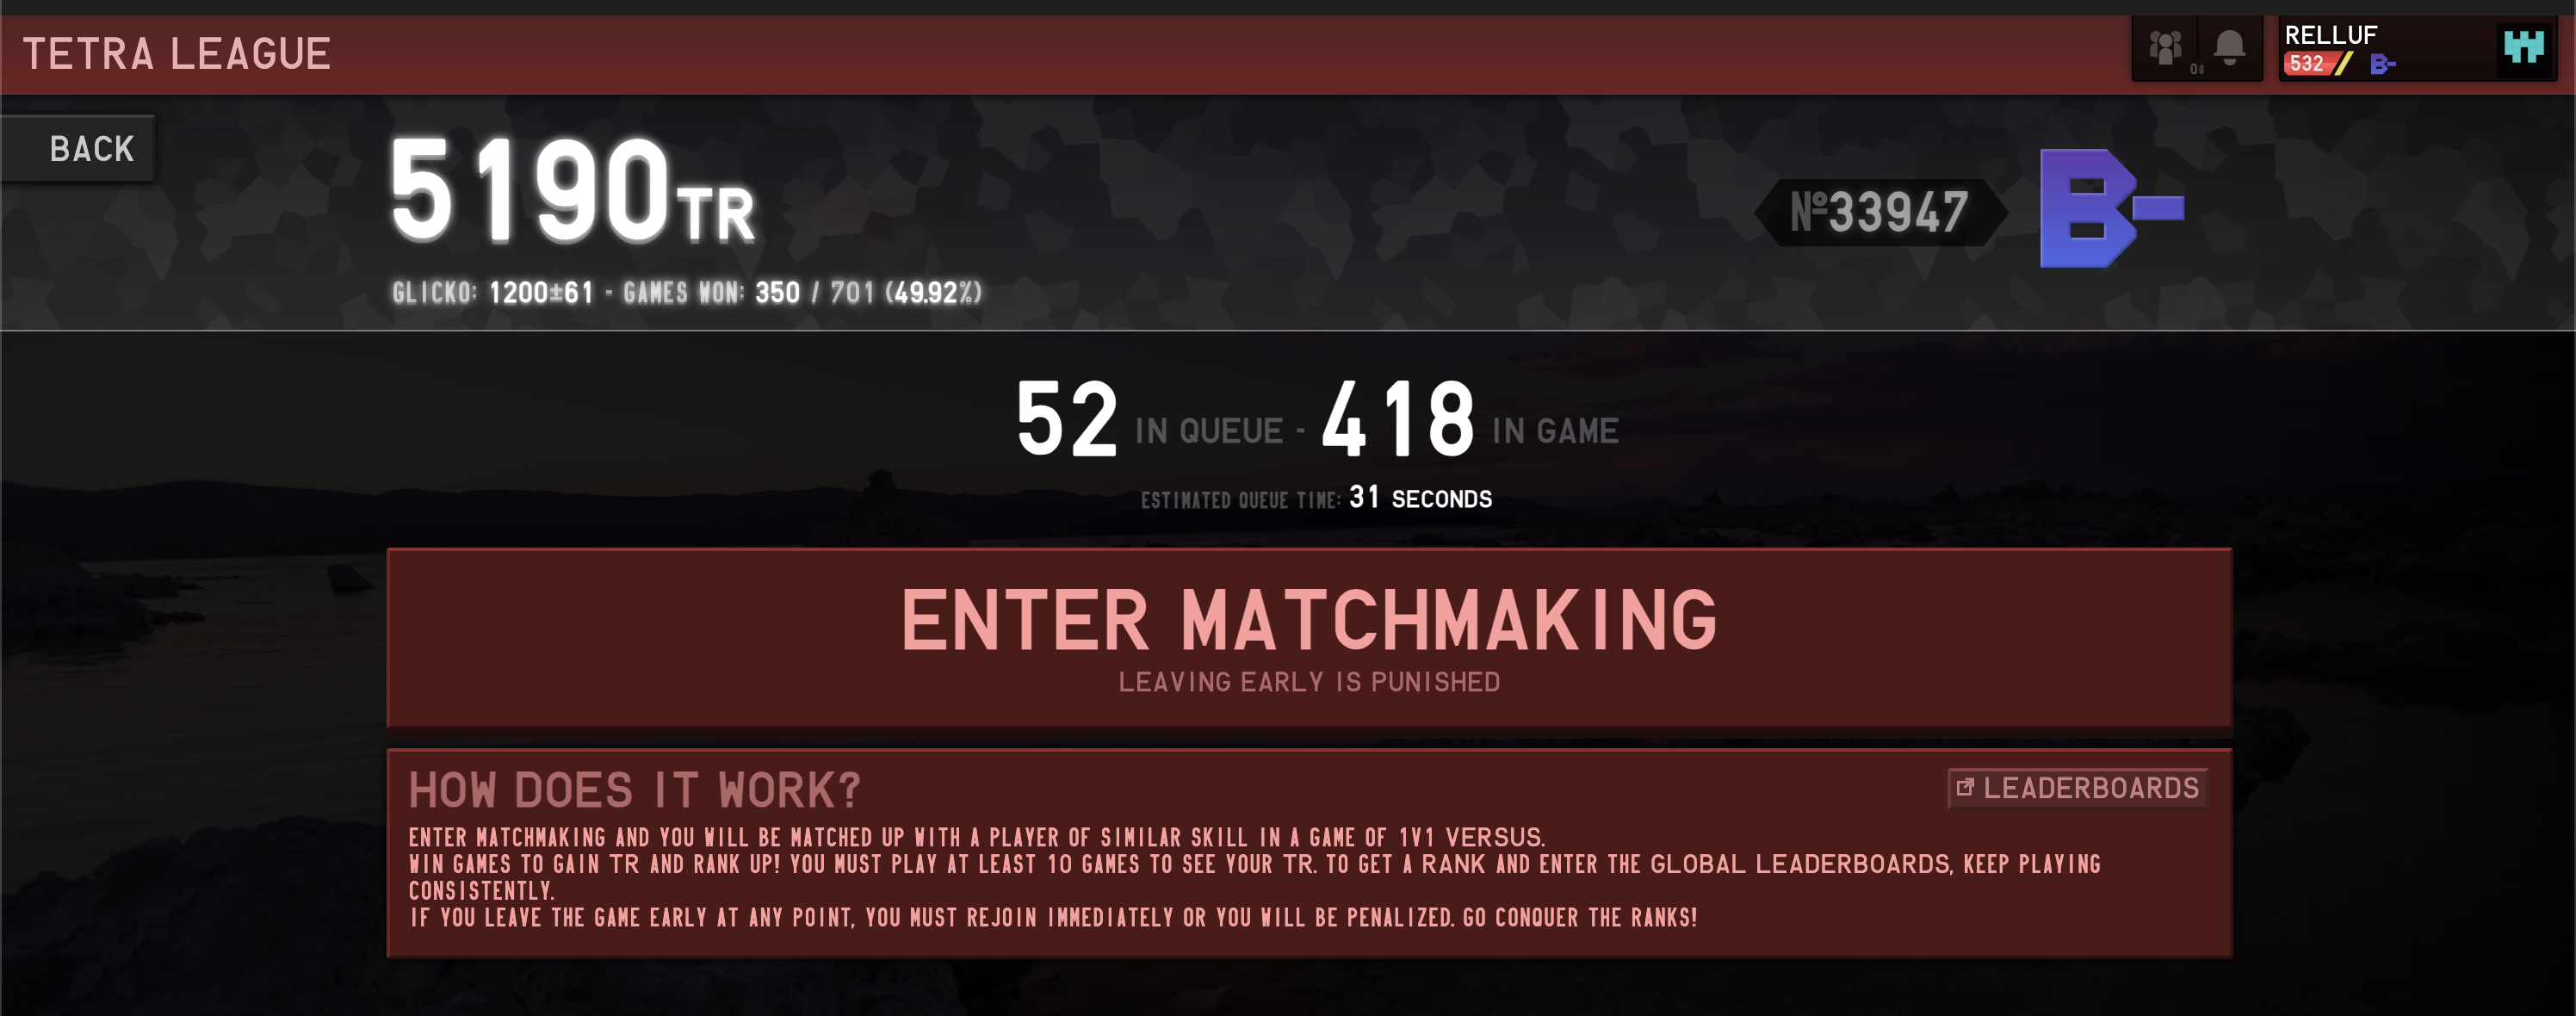 TETRA LEAGUE
RELLUF
532 B-
BACK
5190TR
№33947
B-
GLICKO: 1200±61 - GAMES WON: 350 / 701 (49.92%)
52 IN QUEUE - 418 IN GAME
ESTIMATED QUEUE TIME: 31 SECONDS
ENTER MATCHMAKING
LEAVING EARLY IS PUNISHED
HOW DOES IT WORK?
LEADERBOARDS
ENTER MATCHMAKING AND YOU WILL BE MATCHED UP WITH A PLAYER OF SIMILAR SKILL IN A GAME OF 1V1 VERSUS.
WIN GAMES TO GAIN TR AND RANK UP! YOU MUST PLAY AT LEAST 10 GAMES TO SEE YOUR TR. TO GET A RANK AND ENTER THE GLOBAL LEADERBOARDS, KEEP PLAYING
CONSISTENTLY.
IF YOU LEAVE THE GAME EARLY AT ANY POINT, YOU MUST REJOIN IMMEDIATELY OR YOU WILL BE PENALIZED. GO CONQUER THE RANKS!